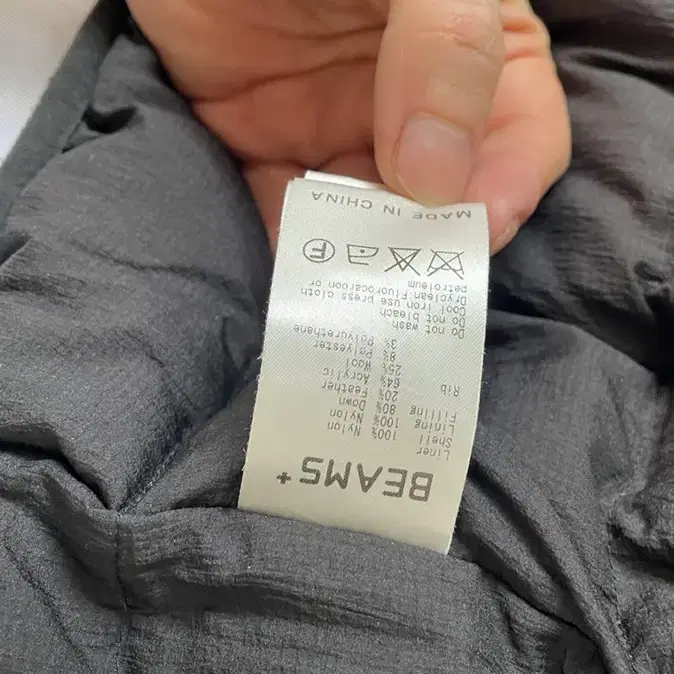 BEAMS+
Liner
Shell 100% Nylon
Lining 100% Nylon
Filling 80% Down
20% Feather
Rib 64% Acrylic
25% Wool
8% Polyester
3% Polyurethane
Do not wash
Do not bleach
Cool iron use press cloth
Dryclean:Fluorocarbon or
petroleum
F
MADE IN CHINA